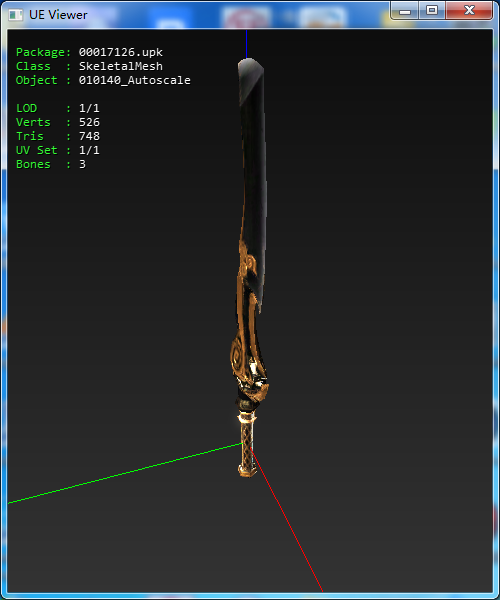 UE Viewer
Package: 00017126.upk
Class : SkeletalMesh
Object : 010140_Autoscale
LOD : 1/1
Verts : 526
Tris : 748
UV Set : 1/1
Bones : 3